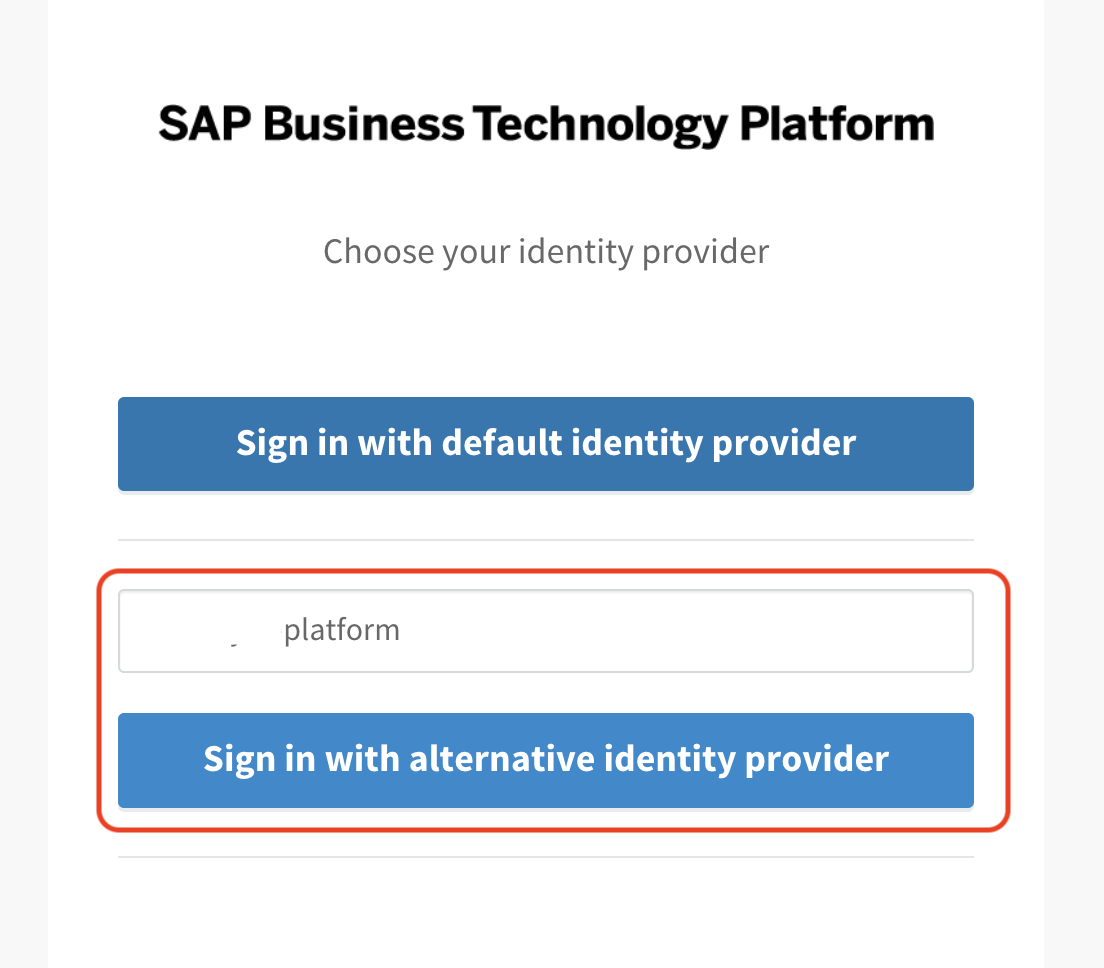 SAP Business Technology Platform
Choose your identity provider
Sign in with default identity provider
platform
Sign in with alternative identity provider